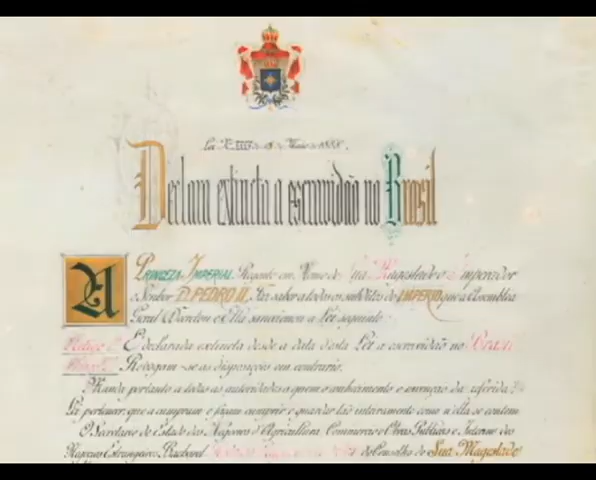 Lei Nº 3353 de 13 de Maio de 1888.
Declara extincta a escravidão no Brasil
A PRINCEZA IMPERIAL Regente em Nome de Sua Magestade o Imperador
o Senhor D. PEDRO II, Faz saber a todos os subditos do IMPERIO que a Assembléa
Geral Decretou e Ella sanccionou a Lei seguinte
Artigo 1º É declarada extincta desde a data d'esta Lei a escravidão no Brazil
Revogam-se as disposições em contrario.
Manda portanto a todas as autoridades a quem o conhecimento e execução da referida
Lei pertencer, que a cumpram e façam cumprir e guardar tão inteiramente como n'ella se contem
O Secretario de Estado dos Negocios d'Agricultura Commercio e Obras Publicas e Interino dos
Negocios Estrangeiros, Bacharel do Conselho de Sua Magestade